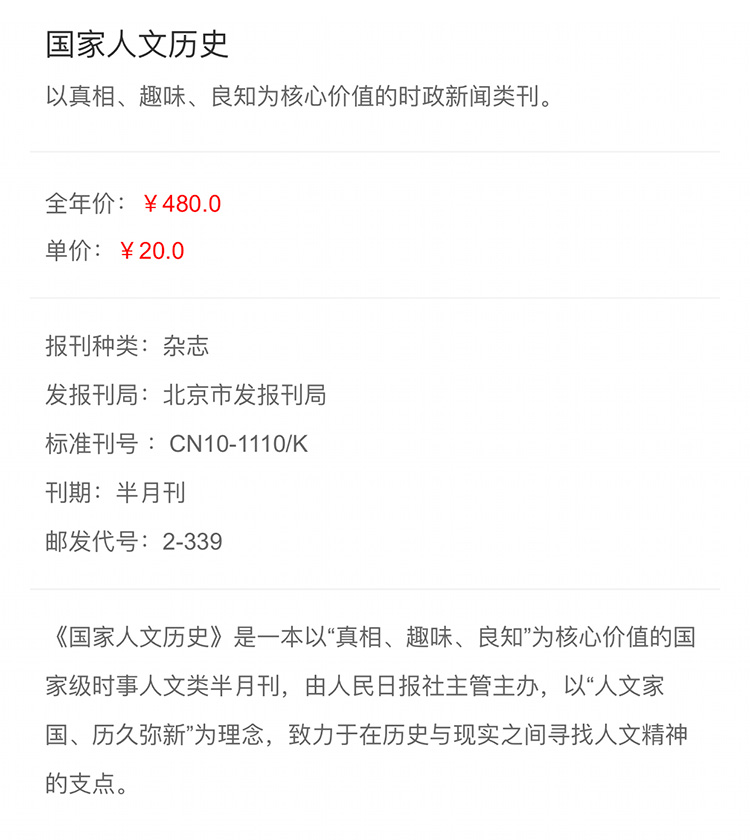 国家人文历史
以真相、趣味、良知为核心价值的时政新闻类刊。
全年价：￥480.0
单价：￥20.0
报刊种类：杂志
发报刊局：北京市发报刊局
标准刊号 ：CN10-1110/K
刊期：半月刊
邮发代号：2-339
《国家人文历史》是一本以“真相、趣味、良知”为核心价值的国
家级时事人文类半月刊，由人民日报社主管主办，以“人文家
国、历久弥新”为理念，致力于在历史与现实之间寻找人文精神
的支点。